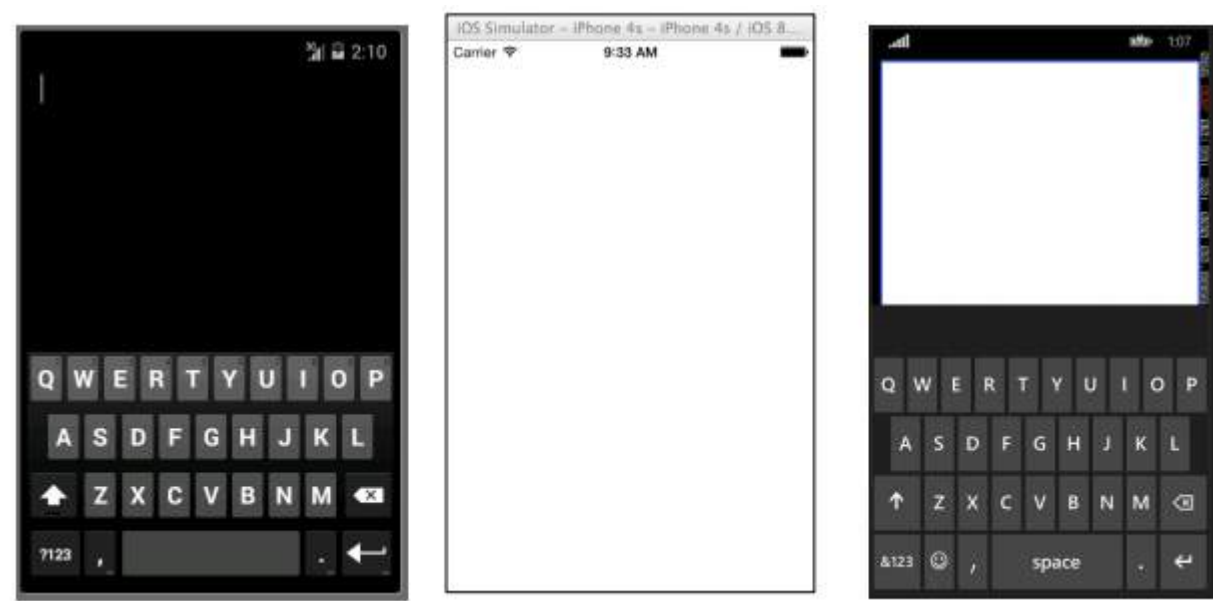 3G 2:10
Q W E R T Y U I O P
A S D F G H J K L
Z X C V B N M
?123 , .
iOS Simulator – iPhone 4s – iPhone 4s / iOS 8...
Carrier 9:33 AM
1:07
Q W E R T Y U I O P
A S D F G H J K L
Z X C V B N M
&123 , space .